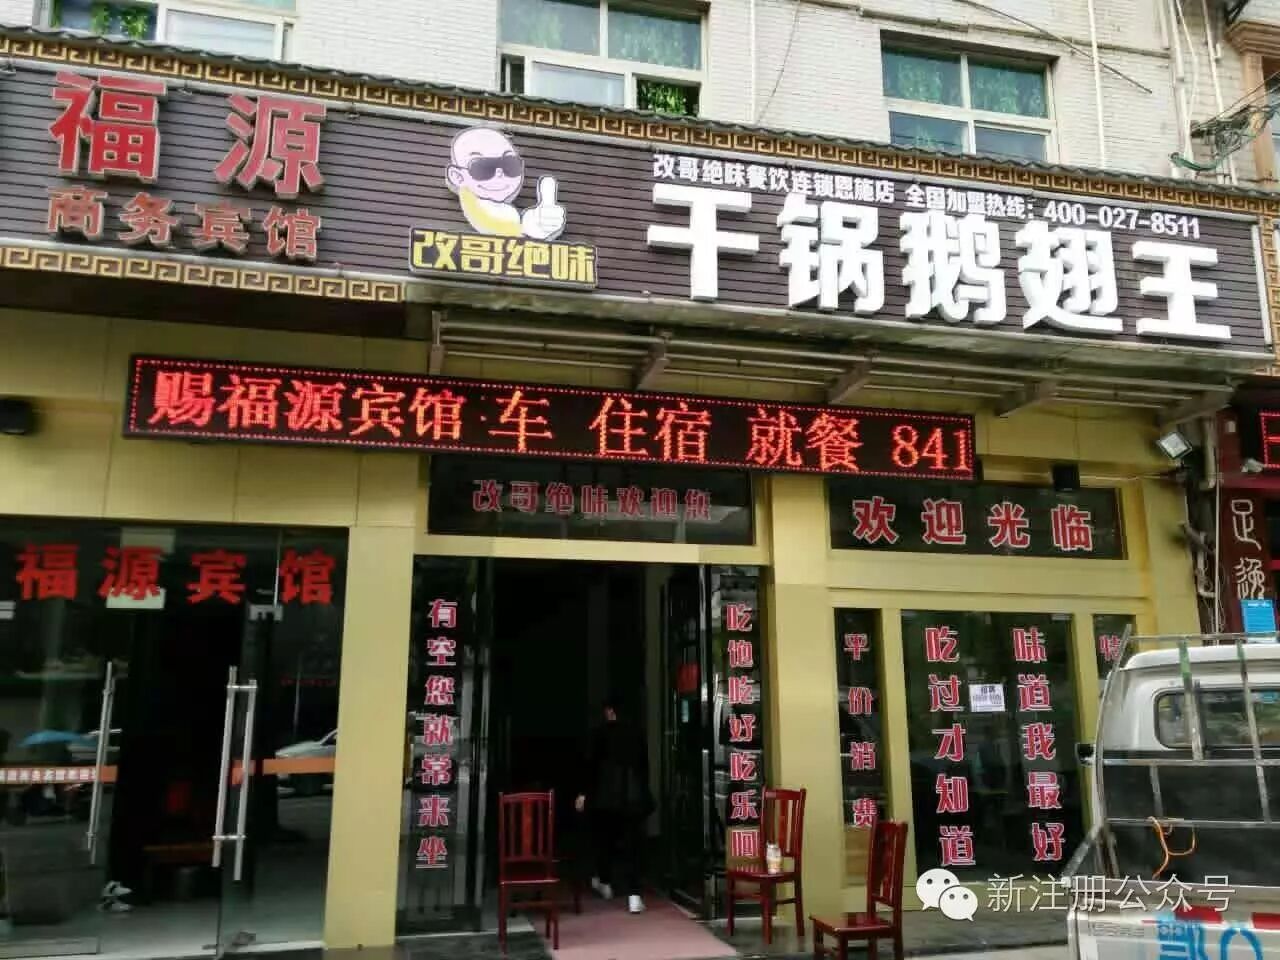 福源
商务宾馆
改哥绝味
改哥绝味餐饮连锁恩施店 全国加盟热线：400-027-8511
干锅鹅翅王
赐福源宾馆 车 住宿 就餐 841
改哥绝味欢迎您
欢迎光临
福源宾馆
有空您就常来坐
吃饱吃好吃乐呵
平价消费
吃过才知道
味道我最好
特
招聘
足逸
新注册公众号